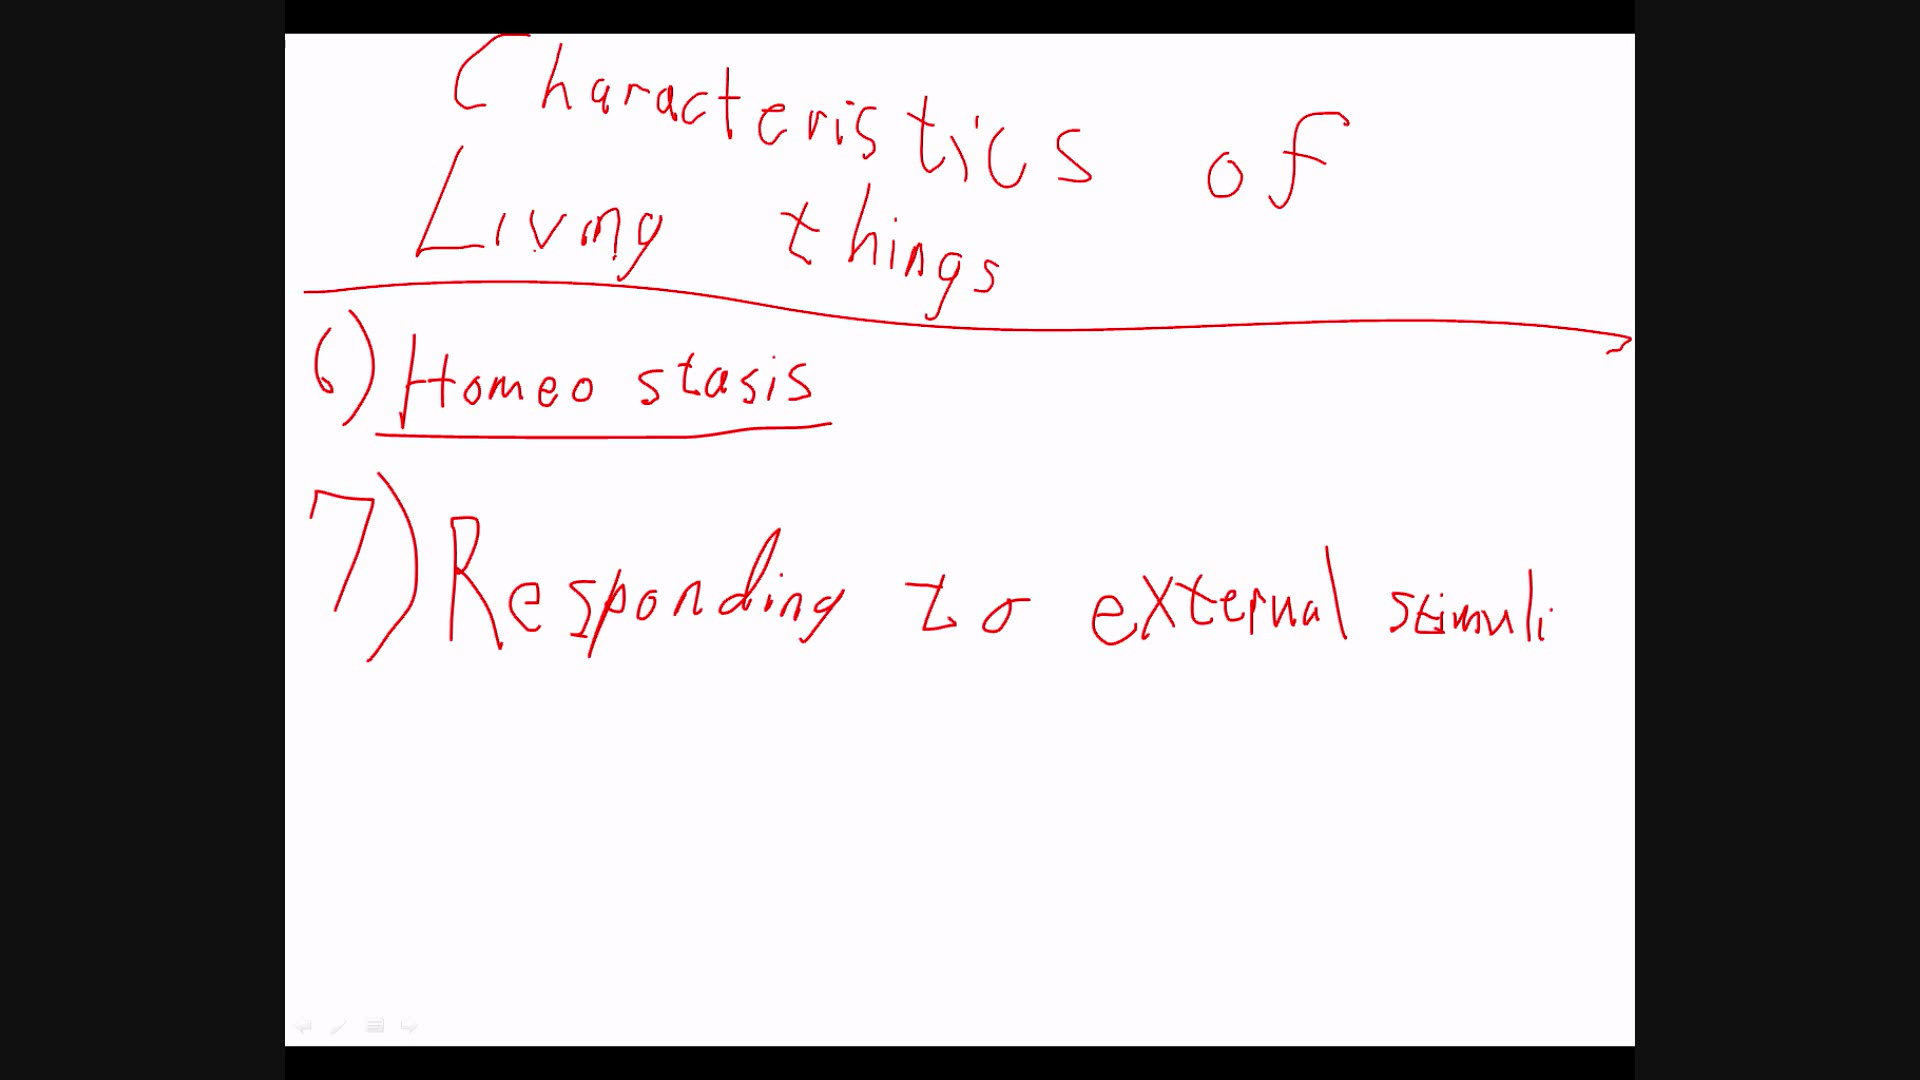 Characteristics of
Living things
6) Homeo stasis
7) Responding to external stimuli